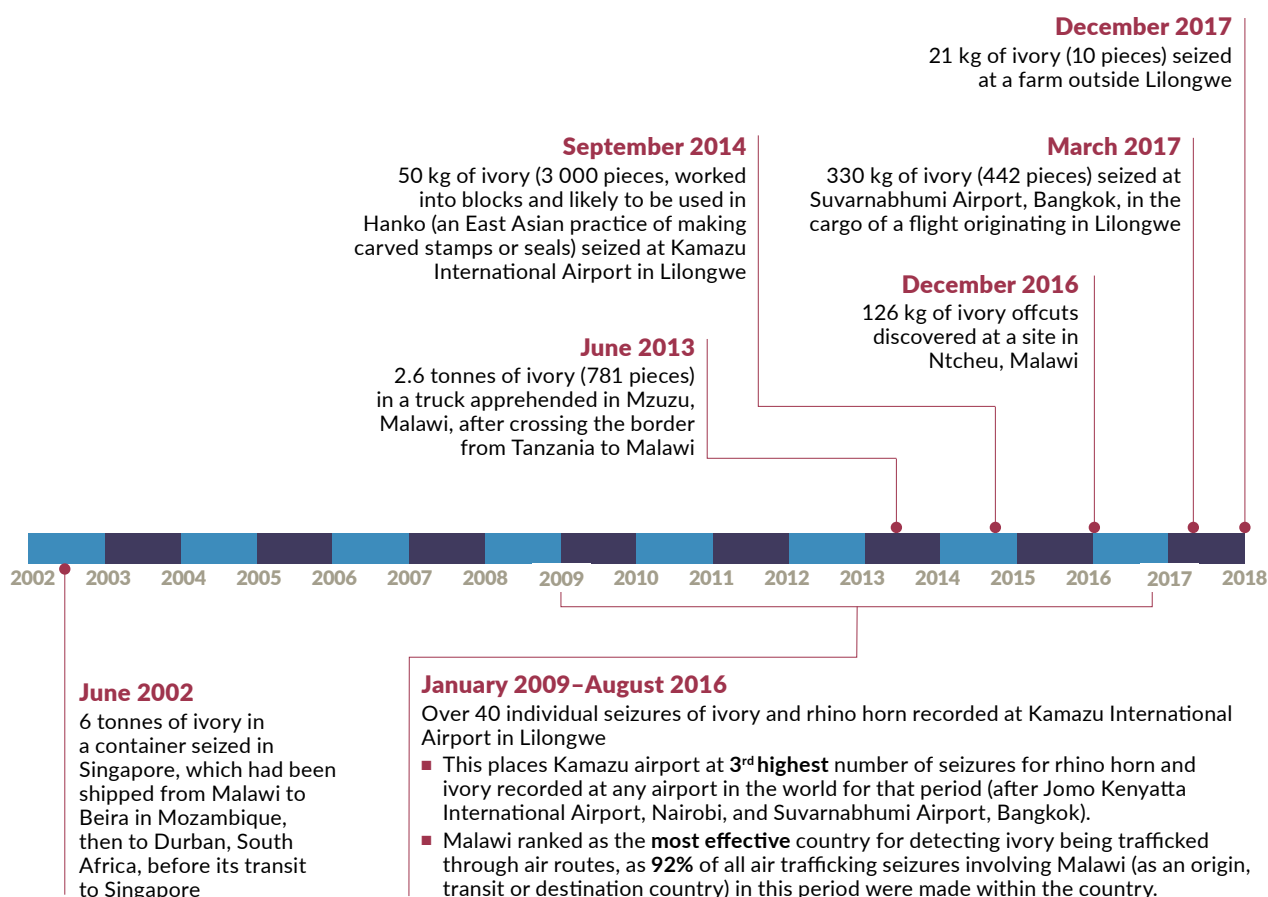 December 2017
21 kg of ivory (10 pieces) seized
at a farm outside Lilongwe
September 2014
50 kg of ivory (3 000 pieces, worked
into blocks and likely to be used in
Hanko (an East Asian practice of making
carved stamps or seals) seized at Kamazu
International Airport in Lilongwe
March 2017
330 kg of ivory (442 pieces) seized at
Suvarnabhumi Airport, Bangkok, in the
cargo of a flight originating in Lilongwe
December 2016
126 kg of ivory offcuts
discovered at a site in
Ntcheu, Malawi
June 2013
2.6 tonnes of ivory (781 pieces)
in a truck apprehended in Mzuzu,
Malawi, after crossing the border
from Tanzania to Malawi
2002 2003 2004 2005 2006 2007 2008 2009 2010 2011 2012 2013 2014 2015 2016 2017 2018
June 2002
6 tonnes of ivory in
a container seized in
Singapore, which had been
shipped from Malawi to
Beira in Mozambique,
then to Durban, South
Africa, before its transit
to Singapore
January 2009–August 2016
Over 40 individual seizures of ivory and rhino horn recorded at Kamazu International
Airport in Lilongwe
■ This places Kamazu airport at 3rd highest number of seizures for rhino horn and
ivory recorded at any airport in the world for that period (after Jomo Kenyatta
International Airport, Nairobi, and Suvarnabhumi Airport, Bangkok).
■ Malawi ranked as the most effective country for detecting ivory being trafficked
through air routes, as 92% of all air trafficking seizures involving Malawi (as an origin,
transit or destination country) in this period were made within the country.